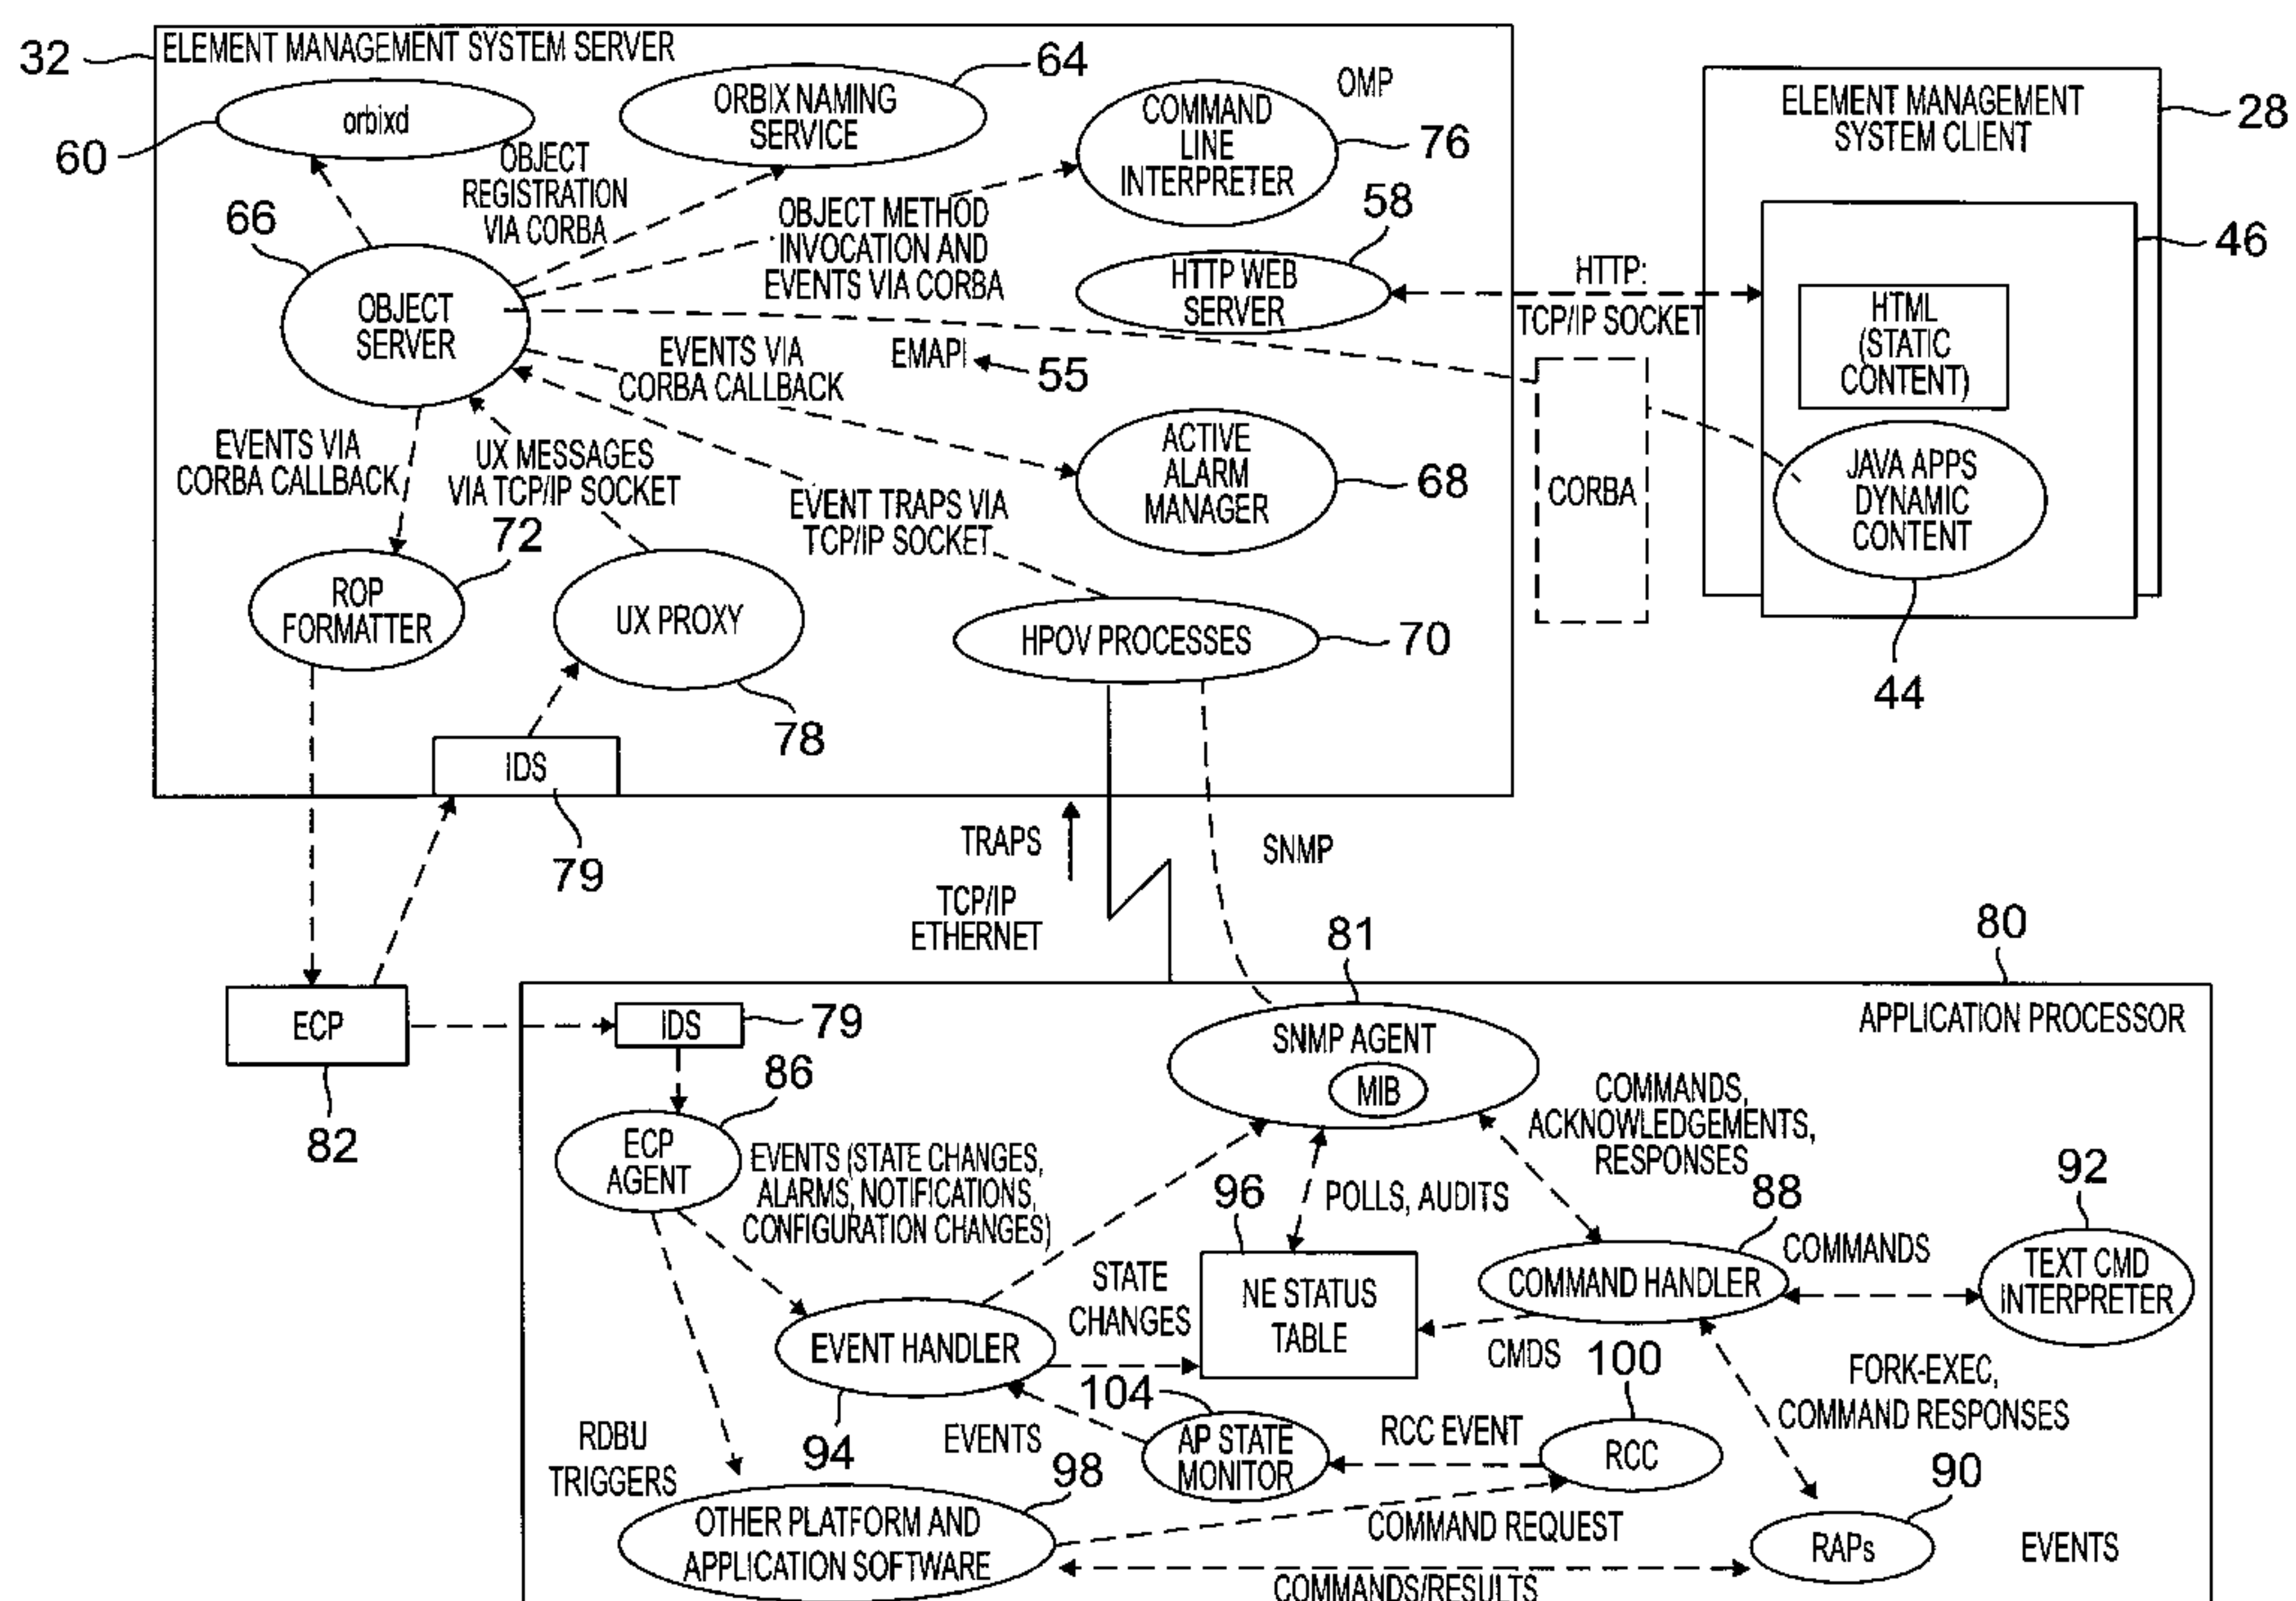 32
ELEMENT MANAGEMENT SYSTEM SERVER
60
orbixd
ORBIX NAMING
SERVICE
64
OMP
COMMAND
LINE
INTERPRETER
76
OBJECT
REGISTRATION
VIA CORBA
66
OBJECT
SERVER
OBJECT METHOD
INVOCATION AND
EVENTS VIA CORBA
58
HTTP WEB
SERVER
EVENTS VIA
CORBA CALLBACK
EMAPI
55
EVENTS VIA
CORBA CALLBACK
UX MESSAGES
VIA TCP/IP SOCKET
EVENT TRAPS VIA
TCP/IP SOCKET
ACTIVE
ALARM
MANAGER
68
72
ROP
FORMATTER
UX PROXY
78
HPOV PROCESSES
70
IDS
79
HTTP:
TCP/IP SOCKET
CORBA
ELEMENT MANAGEMENT
SYSTEM CLIENT
28
46
HTML
(STATIC
CONTENT)
JAVA APPS
DYNAMIC
CONTENT
44
TRAPS
TCP/IP
ETHERNET
SNMP
ECP
82
80
APPLICATION PROCESSOR
IDS
79
86
ECP
AGENT
81
SNMP AGENT
MIB
EVENTS (STATE CHANGES,
ALARMS, NOTIFICATIONS,
CONFIGURATION CHANGES)
COMMANDS,
ACKNOWLEDGEMENTS,
RESPONSES
POLLS, AUDITS
96
NE STATUS
TABLE
88
COMMAND HANDLER
COMMANDS
92
TEXT CMD
INTERPRETER
STATE
CHANGES
EVENT HANDLER
94
CMDS
FORK-EXEC,
COMMAND RESPONSES
RDBU
TRIGGERS
EVENTS
104
AP STATE
MONITOR
RCC EVENT
100
RCC
98
OTHER PLATFORM AND
APPLICATION SOFTWARE
COMMAND REQUEST
COMMANDS/RESULTS
90
RAPs
EVENTS